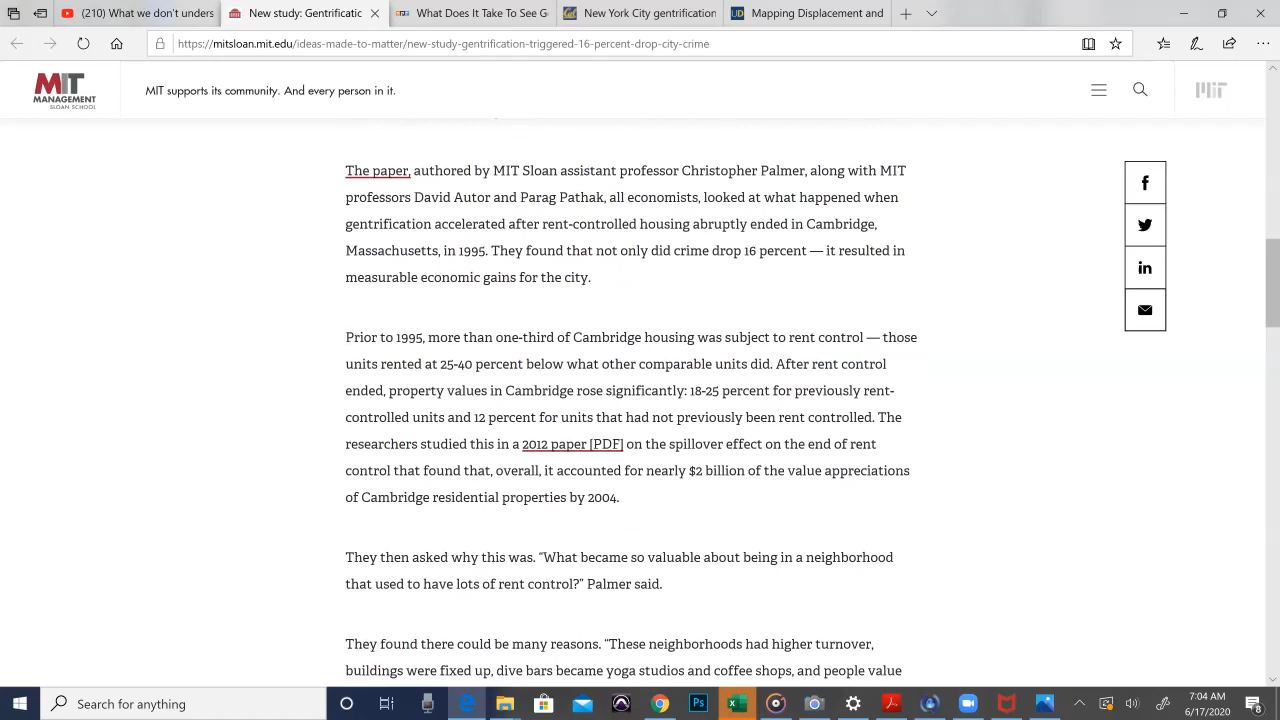 (60) When you don't unders
New study: Gentrificatic
What Does It Take To See Gen
New York City gentrification
Mapping Displacement and
https://mitsloan.mit.edu/ideas-made-to-matter/new-study-gentrification-triggered-16-percent-drop-city-crime
MIT
MANAGEMENT
SLOAN SCHOOL
MIT supports its community. And every person in it.
The paper, authored by MIT Sloan assistant professor Christopher Palmer, along with MIT
professors David Autor and Parag Pathak, all economists, looked at what happened when
gentrification accelerated after rent-controlled housing abruptly ended in Cambridge,
Massachusetts, in 1995. They found that not only did crime drop 16 percent — it resulted in
measurable economic gains for the city.
Prior to 1995, more than one-third of Cambridge housing was subject to rent control — those
units rented at 25-40 percent below what other comparable units did. After rent control
ended, property values in Cambridge rose significantly: 18-25 percent for previously rent-
controlled units and 12 percent for units that had not previously been rent controlled. The
researchers studied this in a 2012 paper [PDF] on the spillover effect on the end of rent
control that found that, overall, it accounted for nearly $2 billion of the value appreciations
of Cambridge residential properties by 2004.
They then asked why this was. “What became so valuable about being in a neighborhood
that used to have lots of rent control?” Palmer said.
They found there could be many reasons. “These neighborhoods had higher turnover,
buildings were fixed up, dive bars became yoga studios and coffee shops, and people value
Search for anything
7:04 AM
6/17/2020